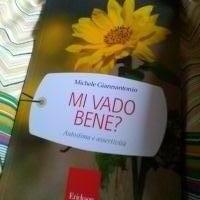 Michele Giannantonio
MI VADO
BENE?
Autostima e assertività
Erickson